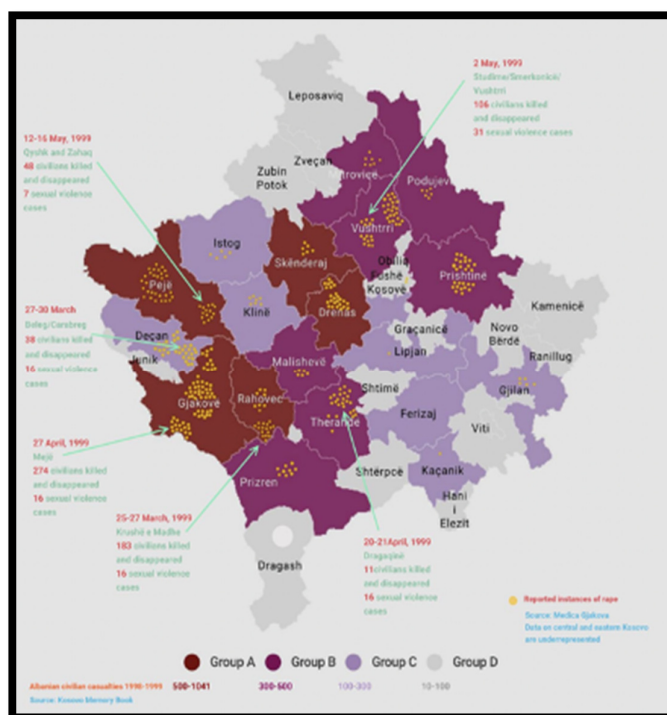 2 May, 1999
Studime/Smerkonicë/
Vushtrri
106 civilians killed
and disappeared
31 sexual violence cases
12-16 May, 1999
Qyshk and Zahaq
48 civilians killed
and disappeared
7 sexual violence
cases
27-30 March
Beleg/Carabreg
38 civilians killed
and disappeared
16 sexual violence
cases
27 April, 1999
Mejë
274 civilians killed
and disappeared
16 sexual violence
cases
25-27 March, 1999
Krushë e Madhe
183 civilians killed
and disappeared
16 sexual violence
cases
20-21April, 1999
Dragaqinë
11civilians killed
and disappeared
16 sexual violence
cases
Leposaviq
Zveçan
Zubin
Potok
Mitrovicë
Podujev
Vushtrri
Istog
Skënderaj
Obiliq
Fushë
Kosovë
Prishtinë
Pejë
Drenas
Kamenicë
Klinë
Graçanicë
Novo
Bërdë
Deçan
Lipjan
Ranillug
Junik
Malishevë
Shtimë
Gjilan
Gjakovë
Rahovec
Therandë
Ferizaj
Viti
Prizren
Shtërpcë
Kaçanik
Hani
i
Elezit
Dragash
Reported instances of rape
Source: Medica Gjakova
Data on central and eastern Kosovo
are underrepresented
Group A Group B Group C Group D
Albanian civilian casualties 1998-1999 500-1041 300-500 100-300 10-100
Source: Kosovo Memory Book